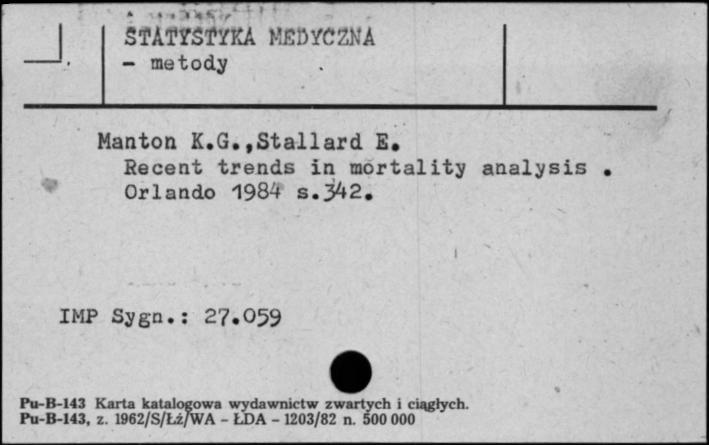 STATYSTYKA MEDYCZNA
- metody
Manton K.G.,Stallard E.
Recent trends in mortality analysis .
Orlando 1984 s.342.
IMP Sygn.: 27.059
Pu-B-143 Karta katalogowa wydawnictw zwartych i ciągłych.
Pu-B-143, z. 1962/S/Łź/WA - ŁDA - 1203/82 n. 500 000